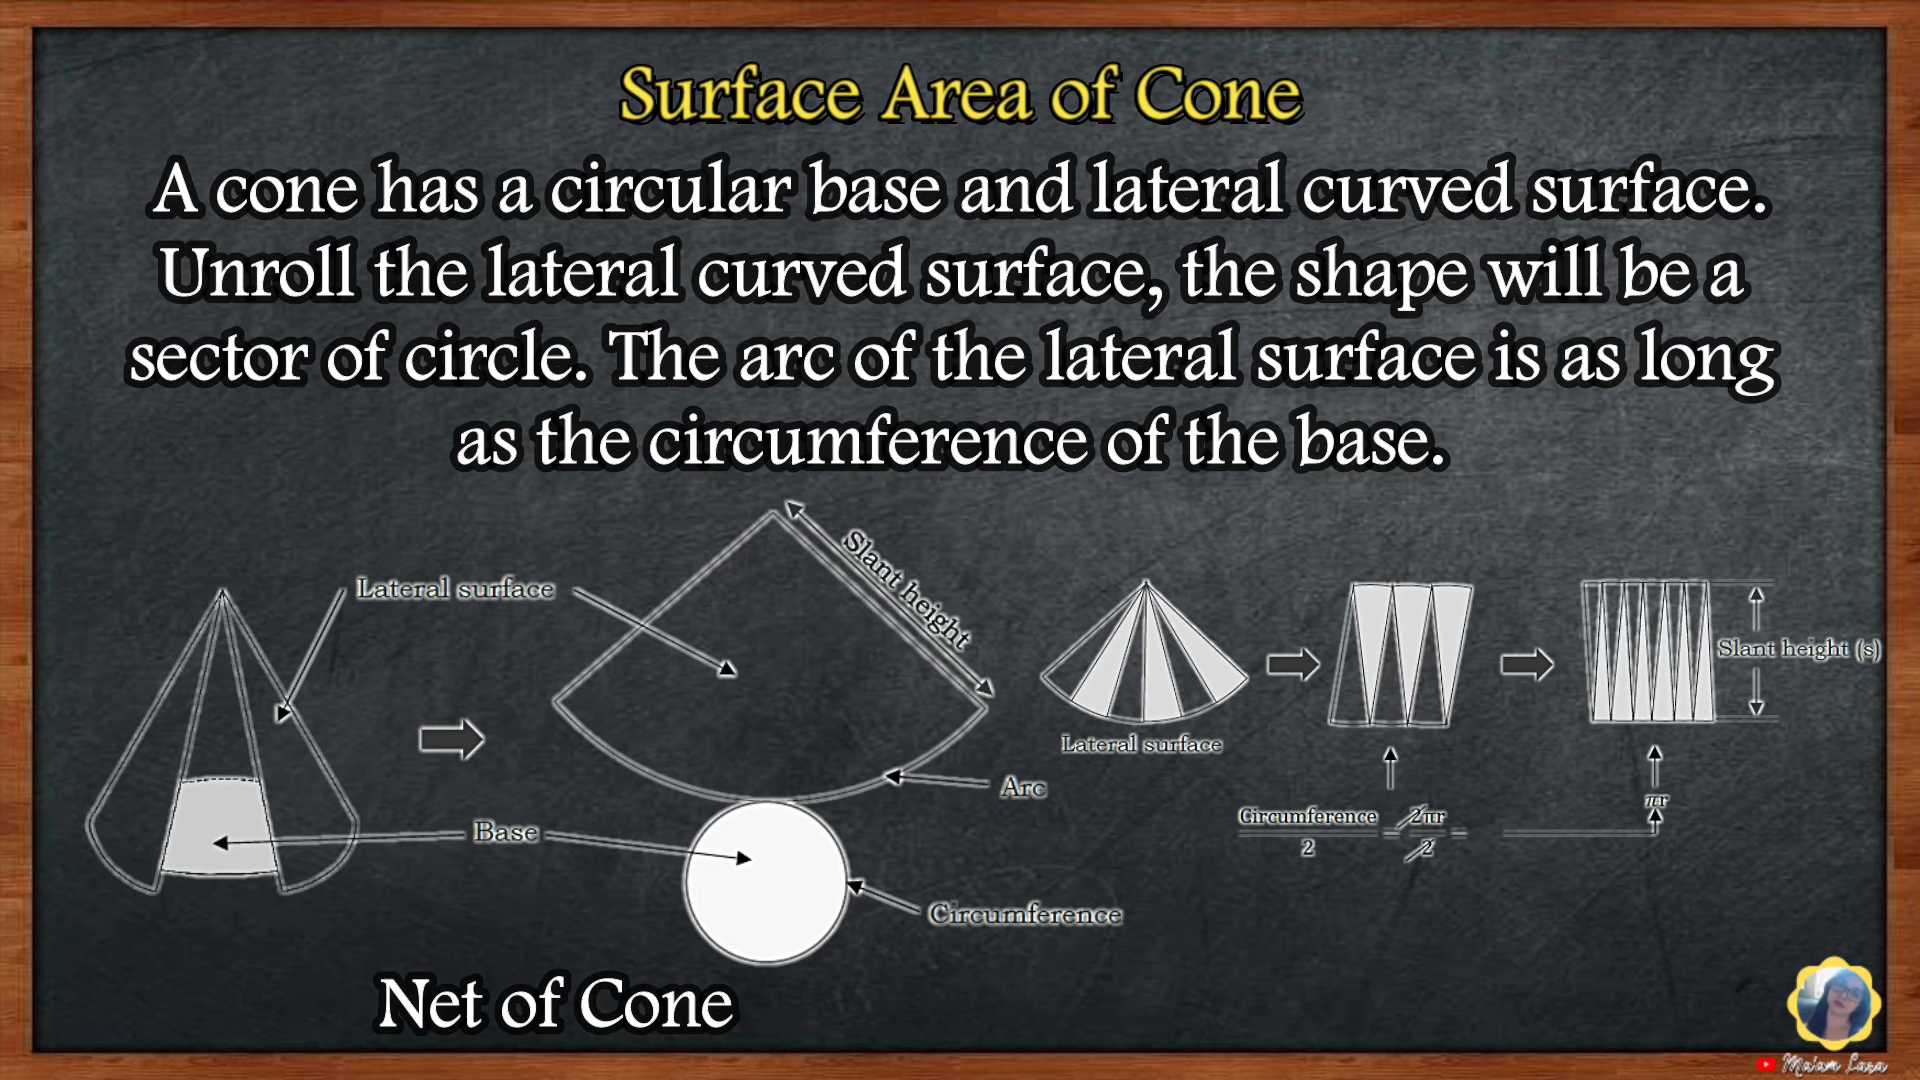 Surface Area of Cone
A cone has a circular base and lateral curved surface.
Unroll the lateral curved surface, the shape will be a
sector of circle. The arc of the lateral surface is as long
as the circumference of the base.
Lateral surface
Slant height
Base
Arc
Circumference
Net of Cone
Lateral surface
Slant height (s)
Circumference/2 = 2πr/2 =
πr
Ma'am Lara